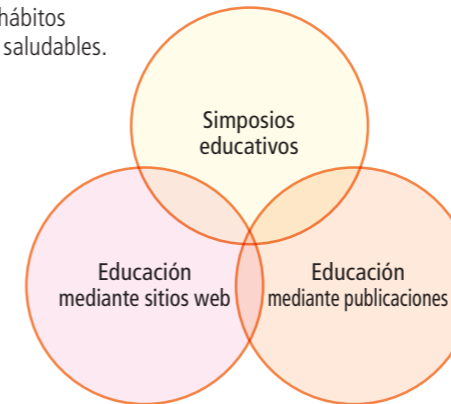 hábitos
saludables.
Simposios
educativos
Educación
mediante sitios web
Educación
mediante publicaciones